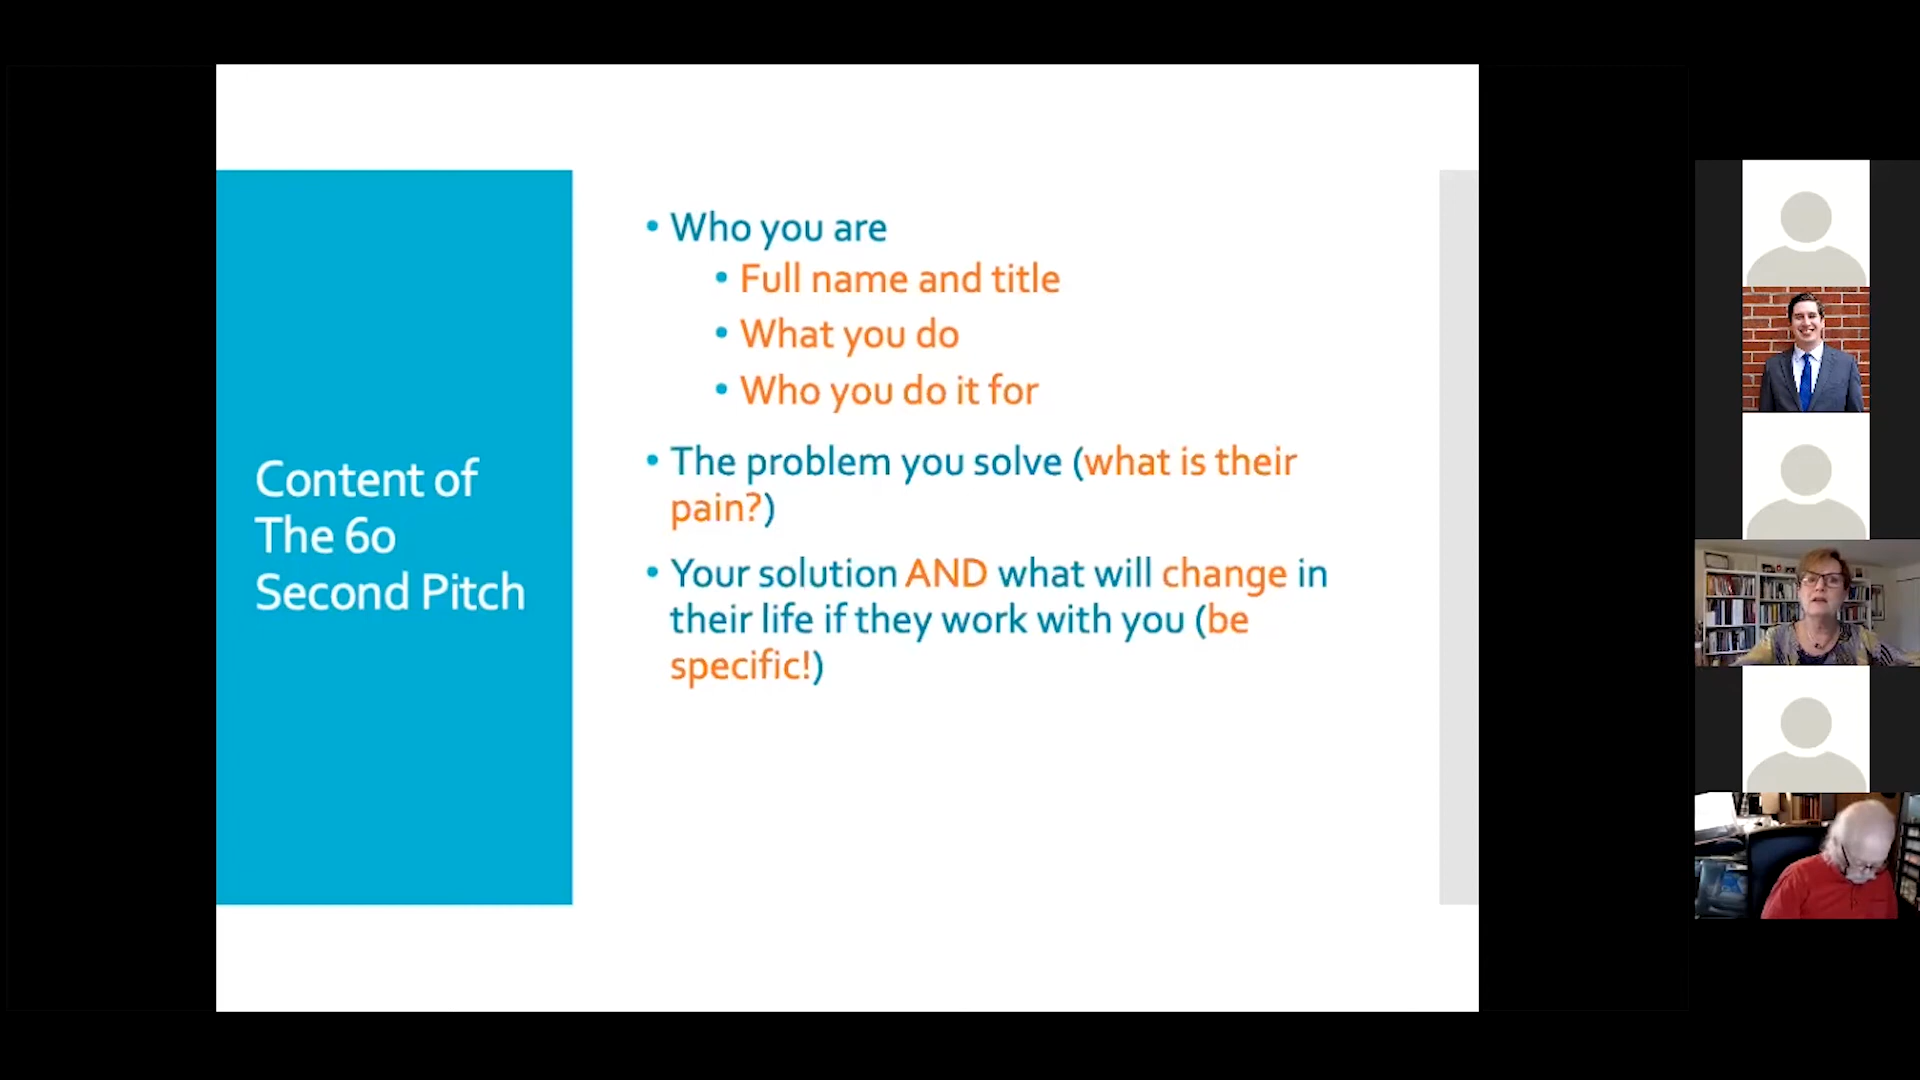 Content of
The 60
Second Pitch
• Who you are
• Full name and title
• What you do
• Who you do it for
• The problem you solve (what is their
pain?)
• Your solution AND what will change in
their life if they work with you (be
specific!)